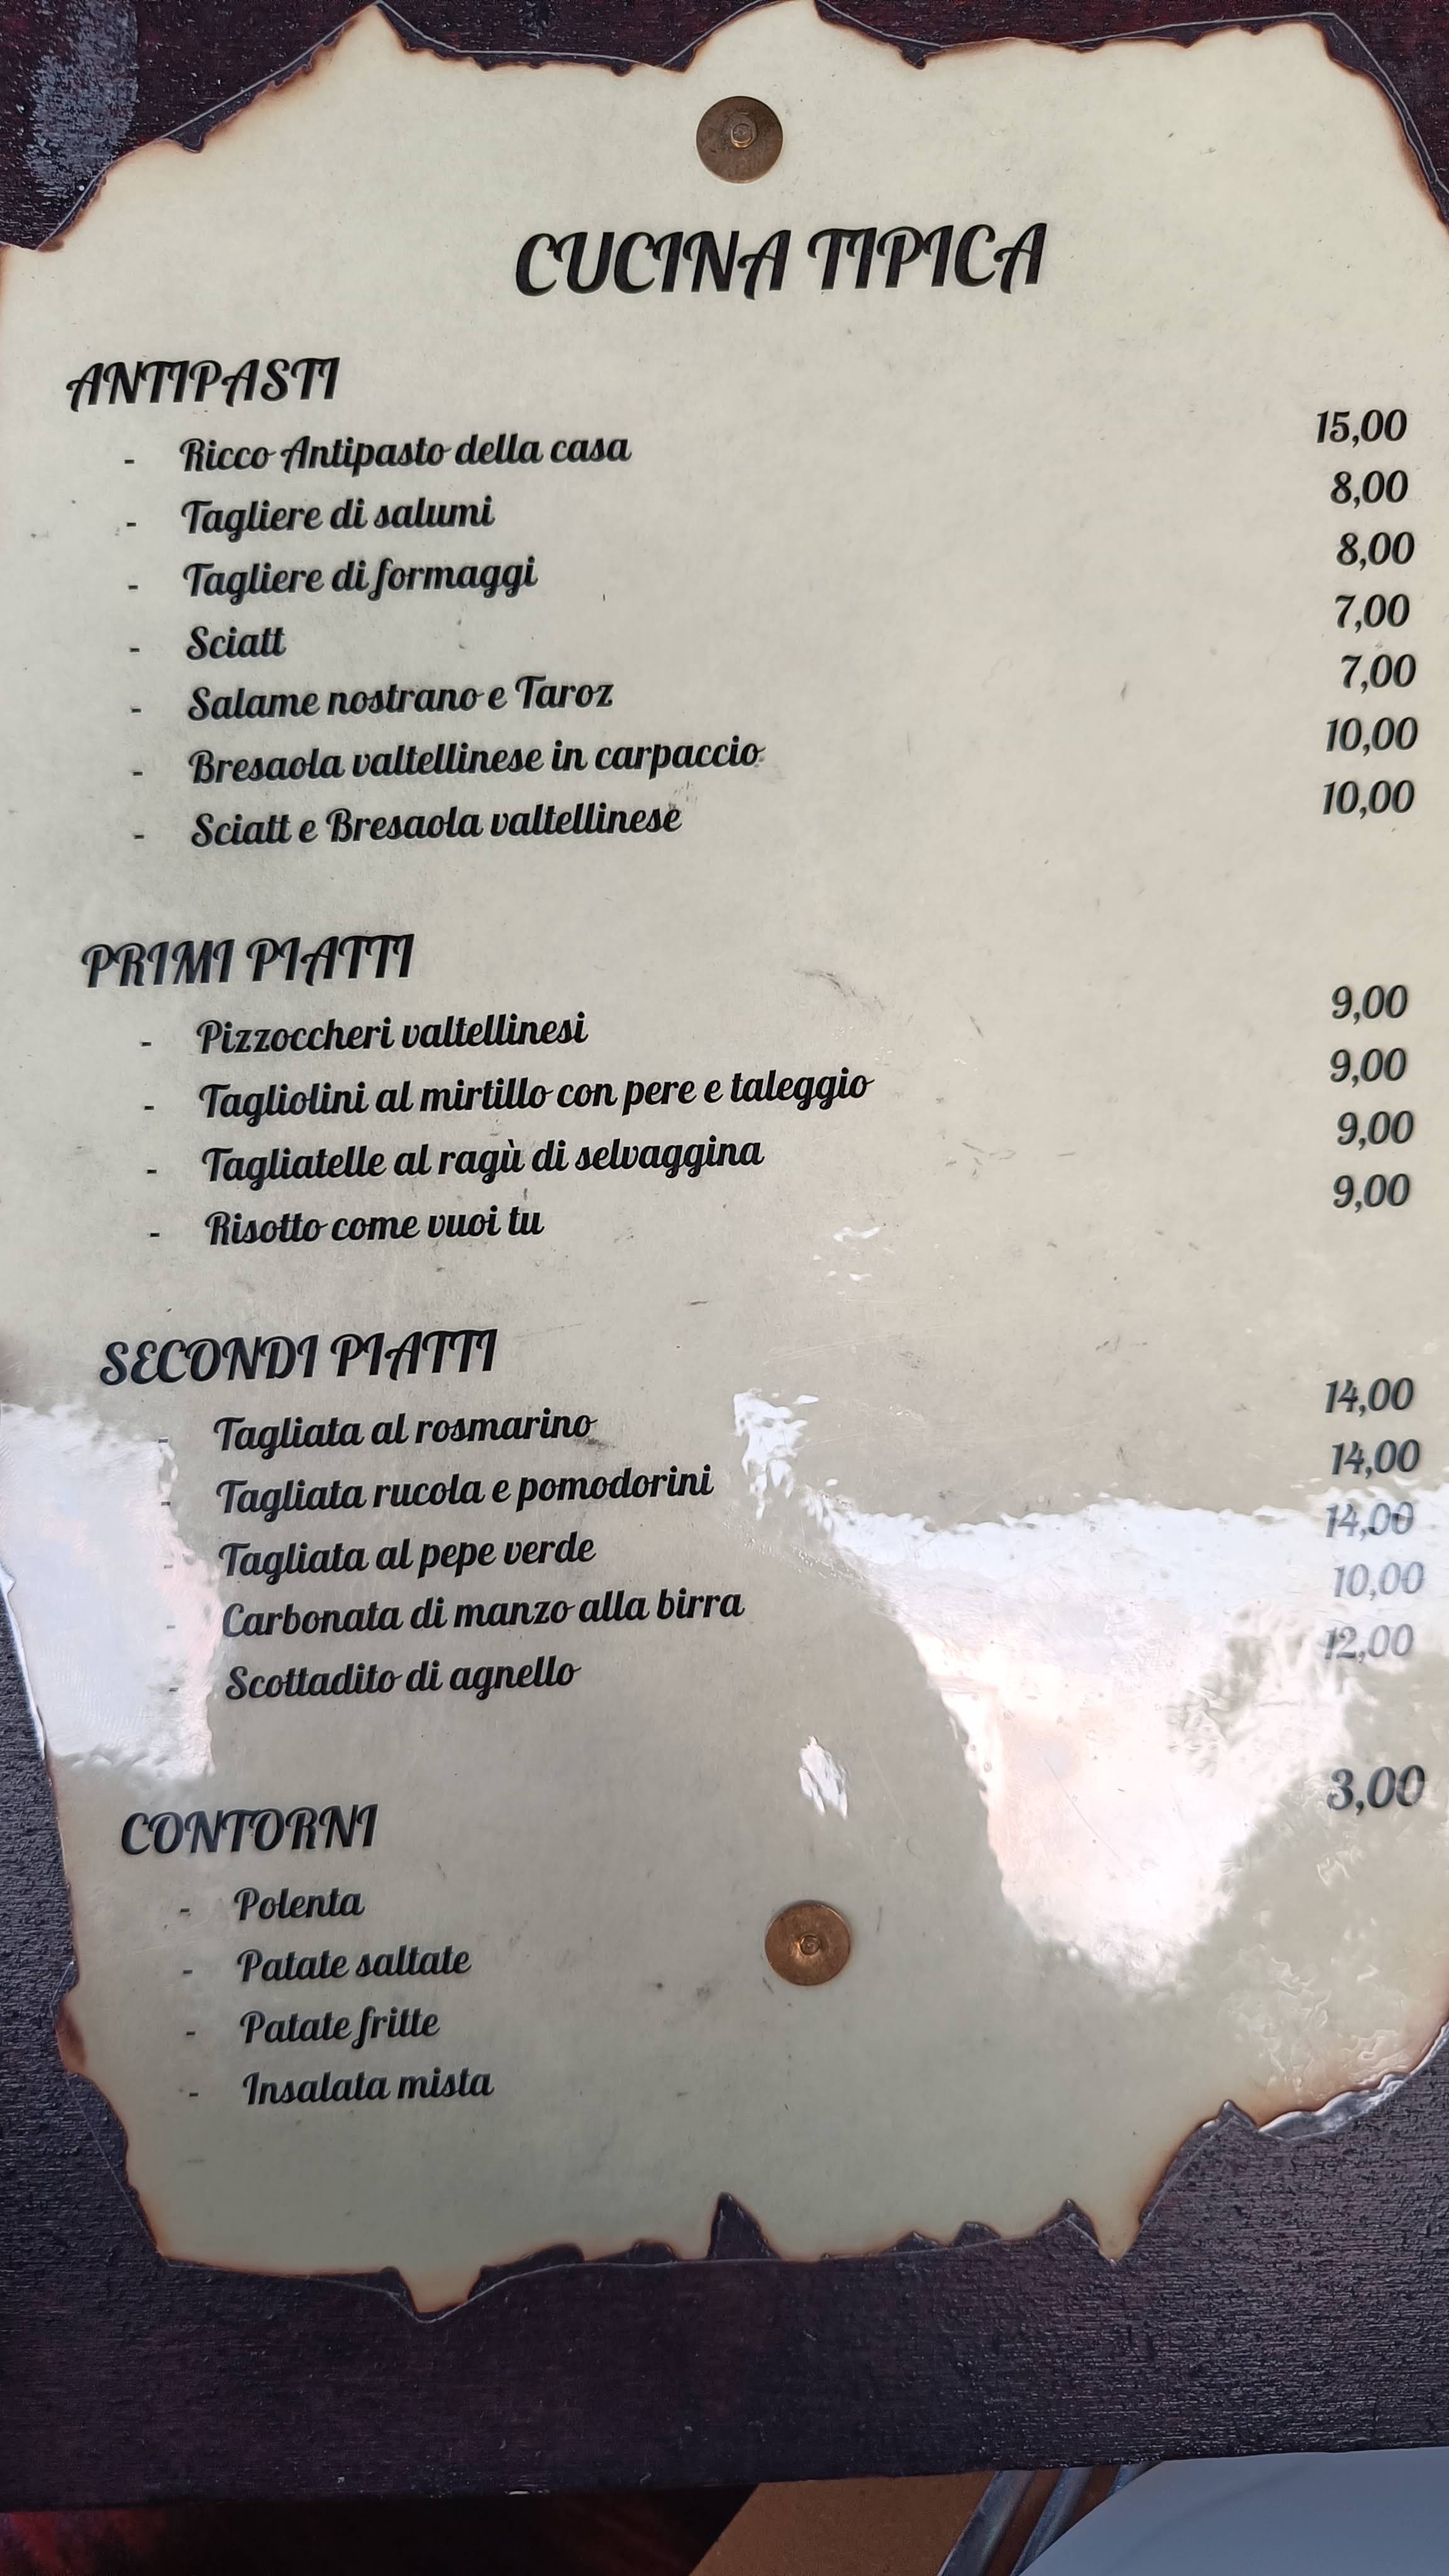 CUCINA TIPICA
ANTIPASTI
- Ricco Antipasto della casa 15,00
- Tagliere di salumi 8,00
- Tagliere di formaggi 8,00
- Sciatt 7,00
- Salame nostrano e Taroz 7,00
- Bresaola valtellinese in carpaccio 10,00
- Sciatt e Bresaola valtellinese 10,00
PRIMI PIATTI
- Pizzoccheri valtellinesi 9,00
- Tagliolini al mirtillo con pere e taleggio 9,00
- Tagliatelle al ragù di selvaggina 9,00
- Risotto come vuoi tu 9,00
SECONDI PIATTI
- Tagliata al rosmarino 14,00
- Tagliata rucola e pomodorini 14,00
- Tagliata al pepe verde 14,00
- Carbonata di manzo alla birra 10,00
- Scottadito di agnello 12,00
CONTORNI 3,00
- Polenta
- Patate saltate
- Patate fritte
- Insalata mista